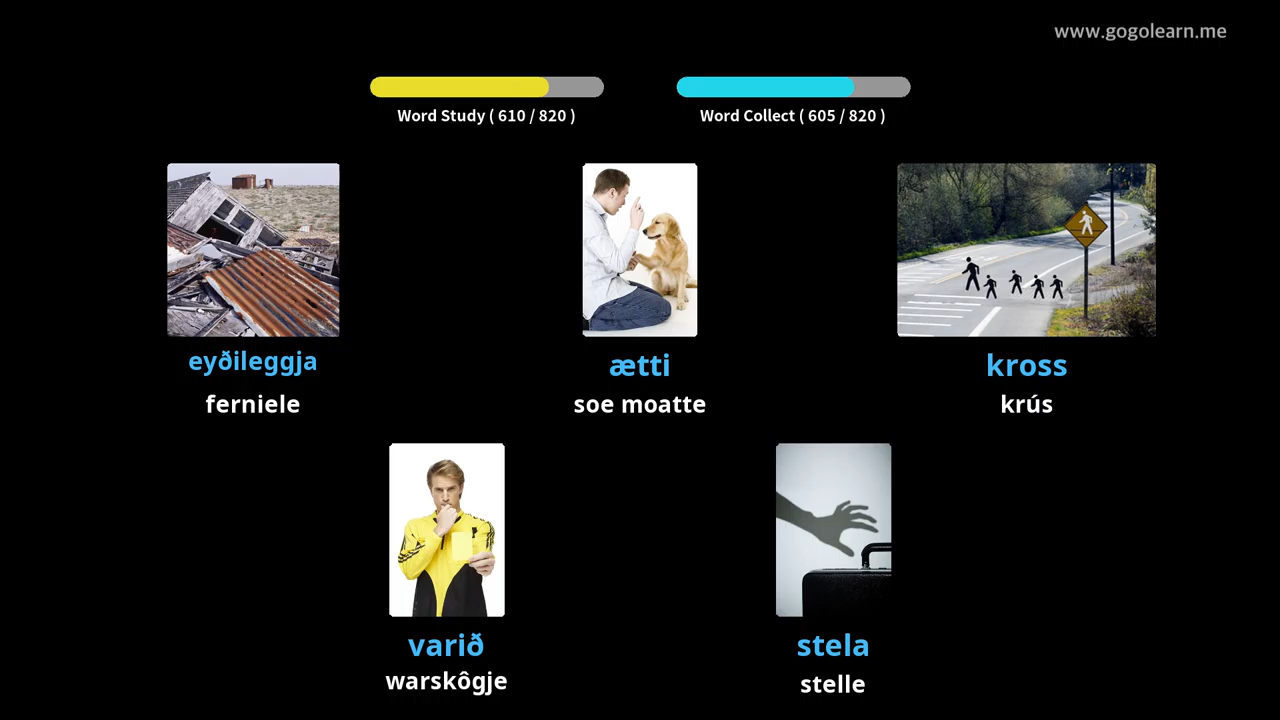 www.gogolearn.me
Word Study ( 610 / 820 )
Word Collect ( 605 / 820 )
eyðileggja
ferniele
ætti
soe moatte
kross
krús
varið
warskôgje
stela
stelle